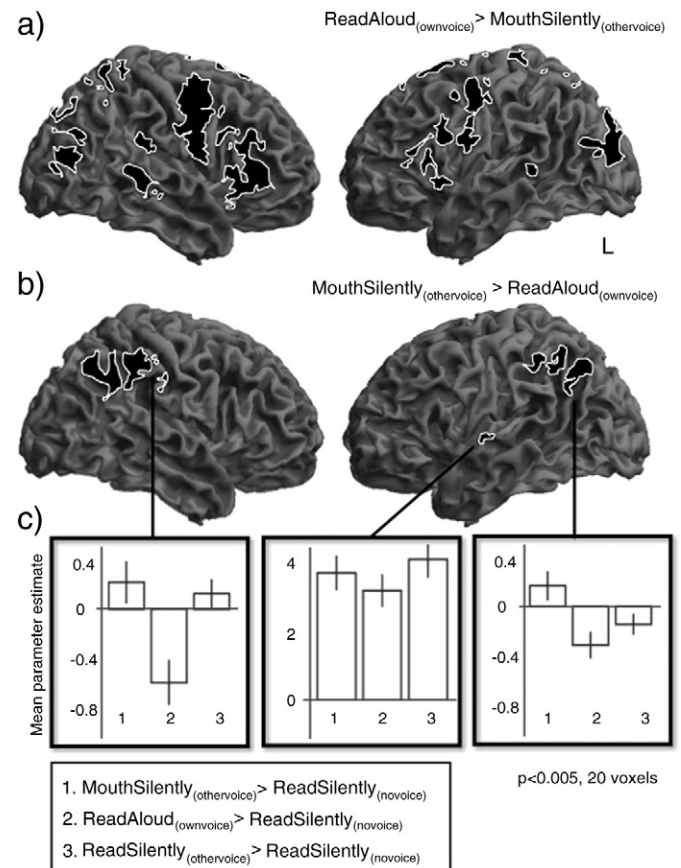 a)
ReadAloud(ownvoice)> MouthSilently(othervoice)
L
b)
MouthSilently(othervoice) > ReadAloud(ownvoice)
c)
Mean parameter estimate
0.4
0
-0.4
-0.8
1 2 3
4
2
0
1 2 3
0.4
0
-0.4
-0.8
1 2 3
p<0.005, 20 voxels
1. MouthSilently(othervoice)> ReadSilently(novoice)
2. ReadAloud(ownvoice)> ReadSilently(novoice)
3. ReadSilently(othervoice)> ReadSilently(novoice)